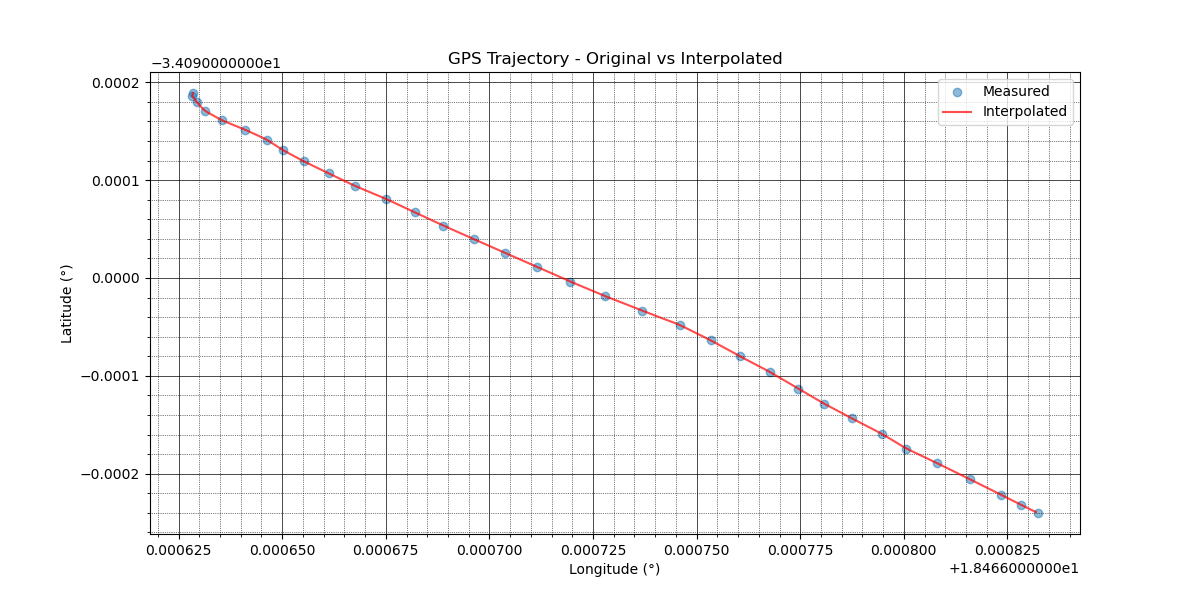 GPS Trajectory - Original vs Interpolated
−3.4090000000e1
0.0002
0.0001
0.0000
−0.0001
−0.0002
Latitude (°)
Measured
Interpolated
0.000625 0.000650 0.000675 0.000700 0.000725 0.000750 0.000775 0.000800 0.000825
Longitude (°)
+1.8466000000e1